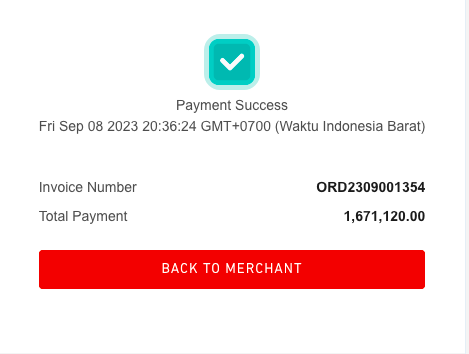 Payment Success
Fri Sep 08 2023 20:36:24 GMT+0700 (Waktu Indonesia Barat)
Invoice Number ORD2309001354
Total Payment 1,671,120.00
BACK TO MERCHANT